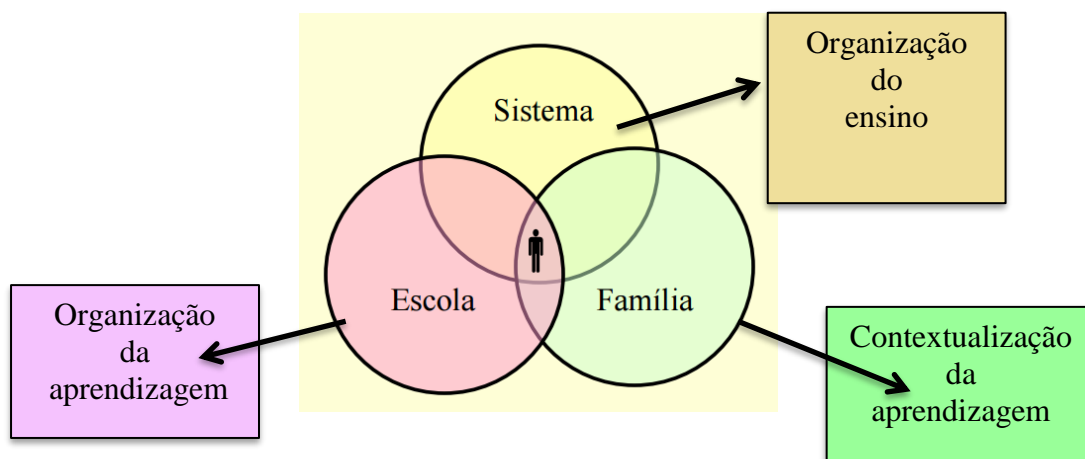 Organização
do
ensino
Sistema
Escola
Família
Organização
da
aprendizagem
Contextualização
da
aprendizagem